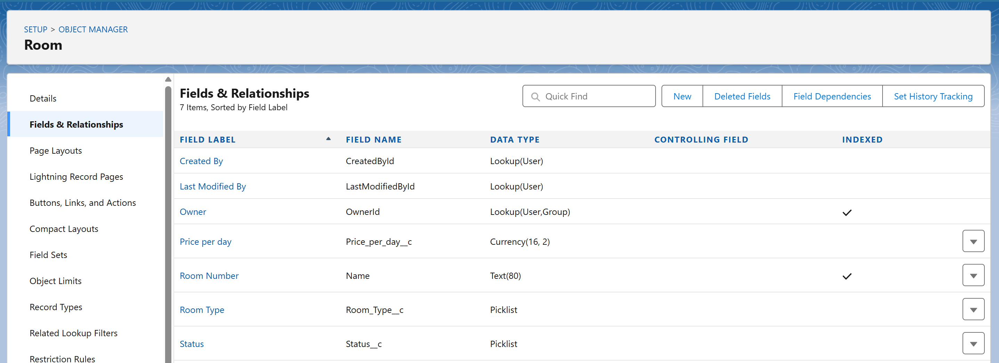 SETUP > OBJECT MANAGER
Room
Details
Fields & Relationships
Page Layouts
Lightning Record Pages
Buttons, Links, and Actions
Compact Layouts
Field Sets
Object Limits
Record Types
Related Lookup Filters
Restriction Rules
Fields & Relationships
7 Items, Sorted by Field Label
Quick Find
New Deleted Fields Field Dependencies Set History Tracking
FIELD LABEL FIELD NAME DATA TYPE CONTROLLING FIELD INDEXED
Created By CreatedById Lookup(User)
Last Modified By LastModifiedById Lookup(User)
Owner OwnerId Lookup(User,Group)
Price per day Price_per_day__c Currency(16, 2)
Room Number Name Text(80)
Room Type Room_Type__c Picklist
Status Status__c Picklist